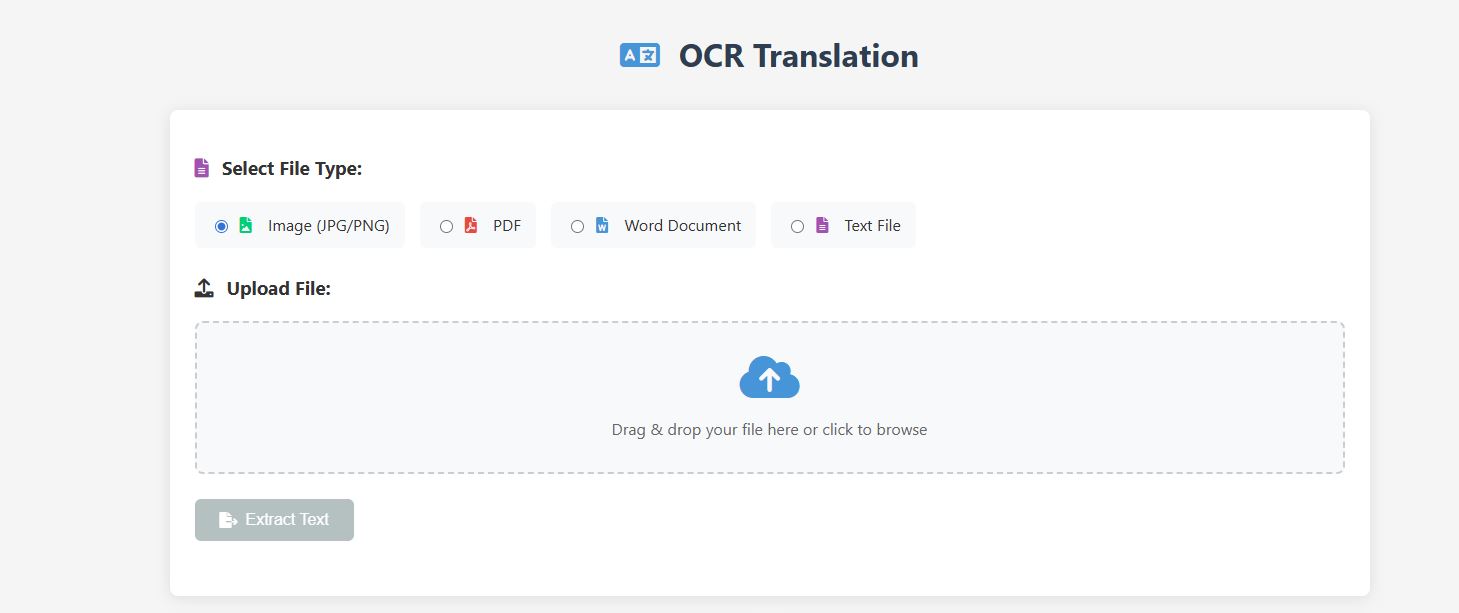 OCR Translation
Select File Type:
Image (JPG/PNG) PDF Word Document Text File
Upload File:
Drag & drop your file here or click to browse
Extract Text